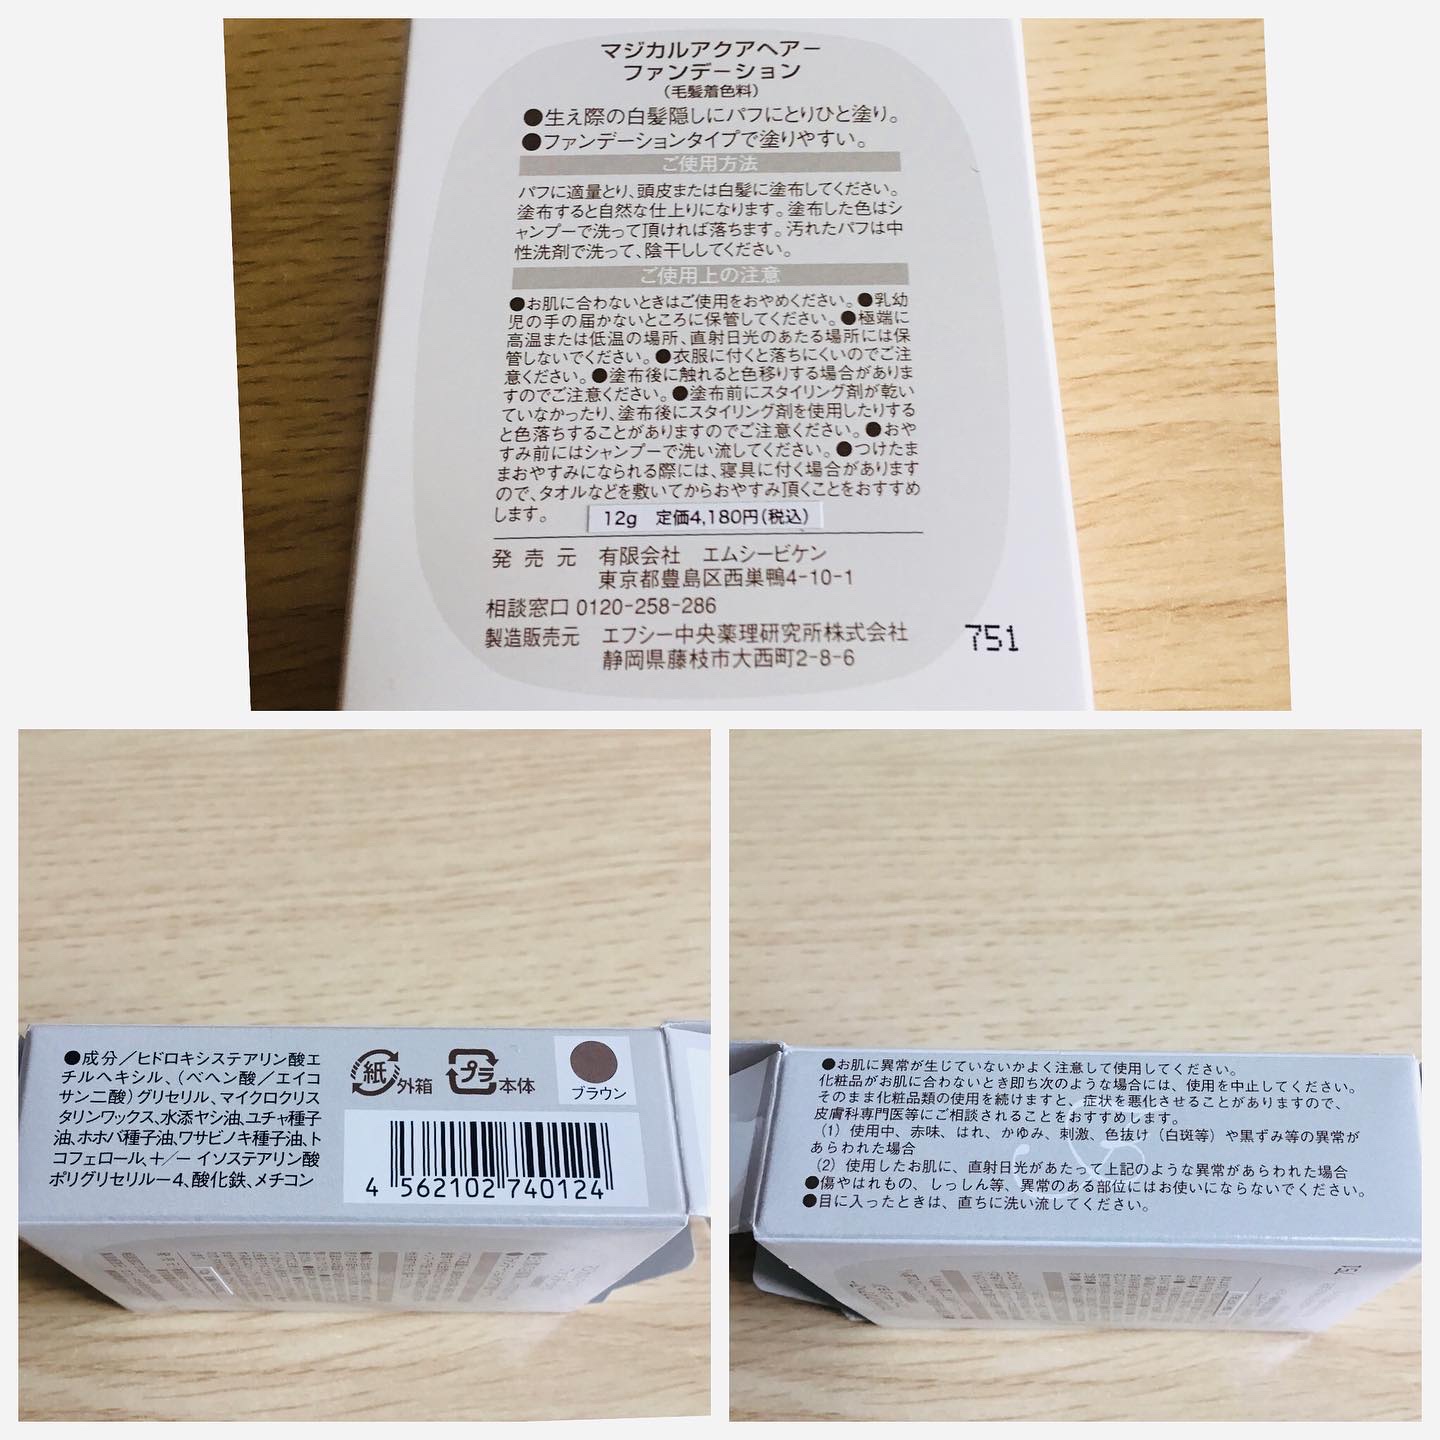 マジカルアクアヘアー
ファンデーション
（毛髪着色料）
●生え際の白髪隠しにパフにとりひと塗り。
●ファンデーションタイプで塗りやすい。
ご使用方法
パフに適量とり、頭皮または白髪に塗布してください。
塗布すると自然な仕上りになります。塗布した色はシ
ャンプーで洗って頂ければ落ちます。汚れたパフは中
性洗剤で洗って、陰干ししてください。
ご使用上の注意
●お肌に合わないときはご使用をおやめください。●乳幼
児の手の届かないところに保管してください。●極端に
高温または低温の場所、直射日光のあたる場所には保
管しないでください。●衣服に付くと落ちにくいのでご注
意ください。●塗布後に触れると色移りする場合がありま
すのでご注意ください。●塗布前にスタイリング剤が乾い
ていなかったり、塗布後にスタイリング剤を使用したりする
と色落ちすることがありますのでご注意ください。●おや
すみ前にはシャンプーで洗い流してください。●つけたま
まおやすみになられる際には、寝具に付く場合があります
ので、タオルなどを敷いてからおやすみ頂くことをおすすめ
します。
12g 定価4,180円（税込）
発売元 有限会社 エムシービケン
東京都豊島区西巣鴨4-10-1
相談窓口 0120-258-286
製造販売元 エフシー中央薬理研究所株式会社
静岡県藤枝市大西町2-8-6
751
●成分／ヒドロキシステアリン酸エ
チルヘキシル、（ベヘン酸／エイコ
サン二酸）グリセリル、マイクロクリス
タリンワックス、水添ヤシ油、ユチャ種子
油、ホホバ種子油、ワサビノキ種子油、ト
コフェロール、＋／－ イソステアリン酸
ポリグリセリル－4、酸化鉄、メチコン
紙 外箱
プラ 本体
ブラウン
4 562102 740124
●お肌に異常が生じていないかよく注意して使用してください。
化粧品がお肌に合わないとき即ち次のような場合には、使用を中止してください。
そのまま化粧品類の使用を続けますと、症状を悪化させることがありますので、
皮膚科専門医等にご相談されることをおすすめします。
（1）使用中、赤味、はれ、かゆみ、刺激、色抜け（白斑等）や黒ずみ等の異常が
あらわれた場合
（2）使用したお肌に、直射日光があたって上記のような異常があらわれた場合
●傷やはれもの、しっしん等、異常のある部位にはお使いにならないでください。
●目に入ったときは、直ちに洗い流してください。